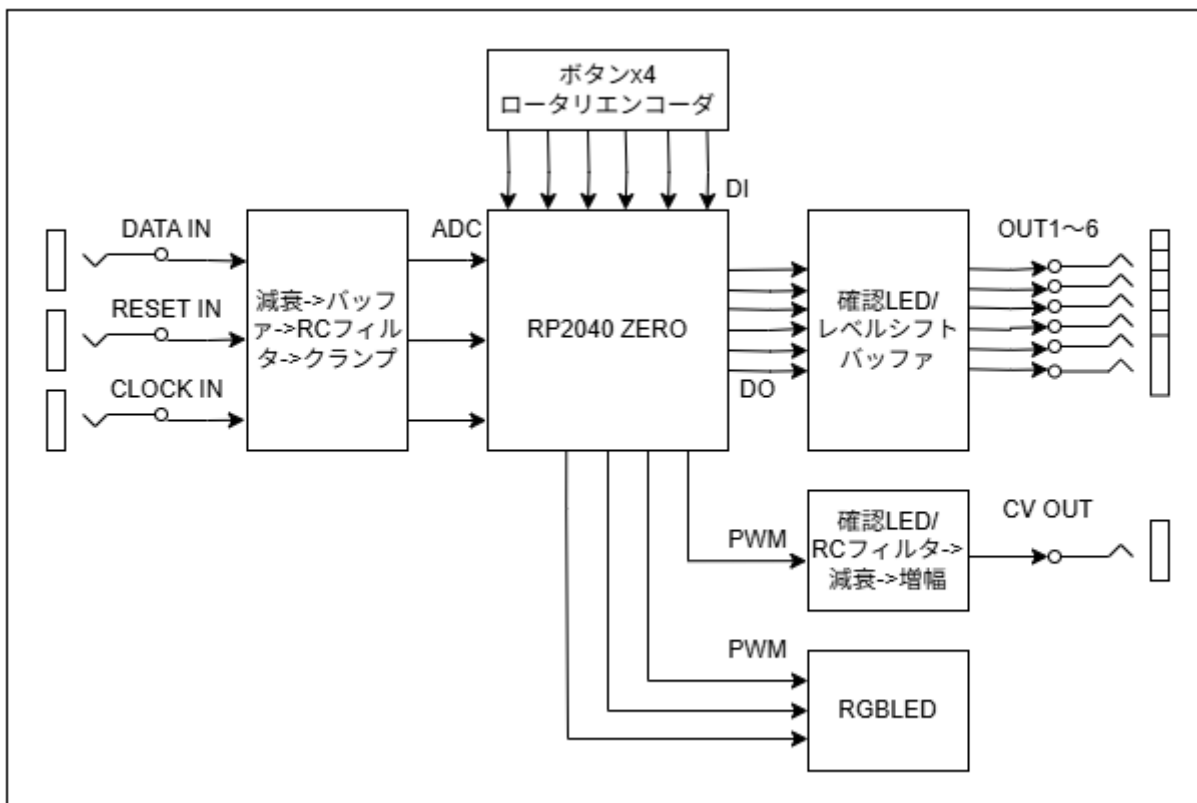 ボタンx4
ロータリエンコーダ
DI
DATA IN
ADC
OUT1～6
RESET IN
減衰->バッフ
ァ->RCフィル
タ->クランプ
RP2040 ZERO
確認LED/
レベルシフト
バッファ
CLOCK IN
DO
PWM
確認LED/
RCフィルタ->
減衰->増幅
CV OUT
PWM
RGBLED